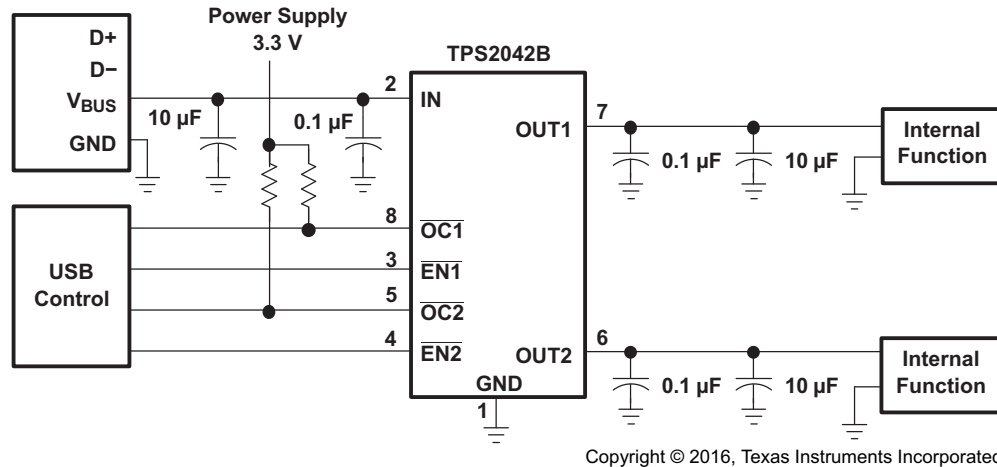 Power Supply
3.3 V
D+
D−
VBUS
GND
10 µF
0.1 µF
TPS2042B
2
IN
7
OUT1
0.1 µF
10 µF
Internal
Function
USB
Control
8
OC1
3
EN1
5
OC2
4
EN2
6
OUT2
0.1 µF
10 µF
Internal
Function
GND
1
Copyright © 2016, Texas Instruments Incorporated